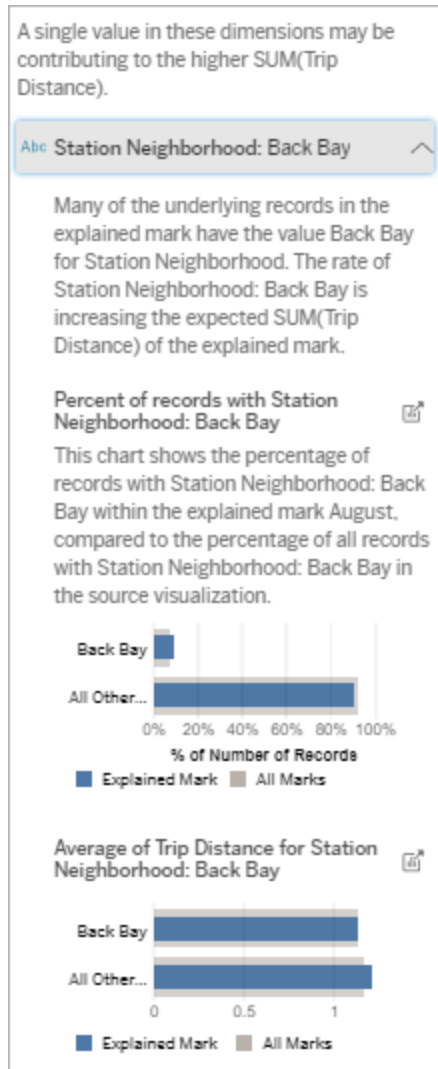 A single value in these dimensions may be
contributing to the higher SUM(Trip
Distance).
Abc Station Neighborhood: Back Bay
Many of the underlying records in the
explained mark have the value Back Bay
for Station Neighborhood. The rate of
Station Neighborhood: Back Bay is
increasing the expected SUM(Trip
Distance) of the explained mark.
Percent of records with Station
Neighborhood: Back Bay
This chart shows the percentage of
records with Station Neighborhood: Back
Bay within the explained mark August,
compared to the percentage of all records
with Station Neighborhood: Back Bay in
the source visualization.
Back Bay
All Other...
0% 20% 40% 60% 80% 100%
% of Number of Records
Explained Mark All Marks
Average of Trip Distance for Station
Neighborhood: Back Bay
Back Bay
All Other...
0 0.5 1
Explained Mark All Marks